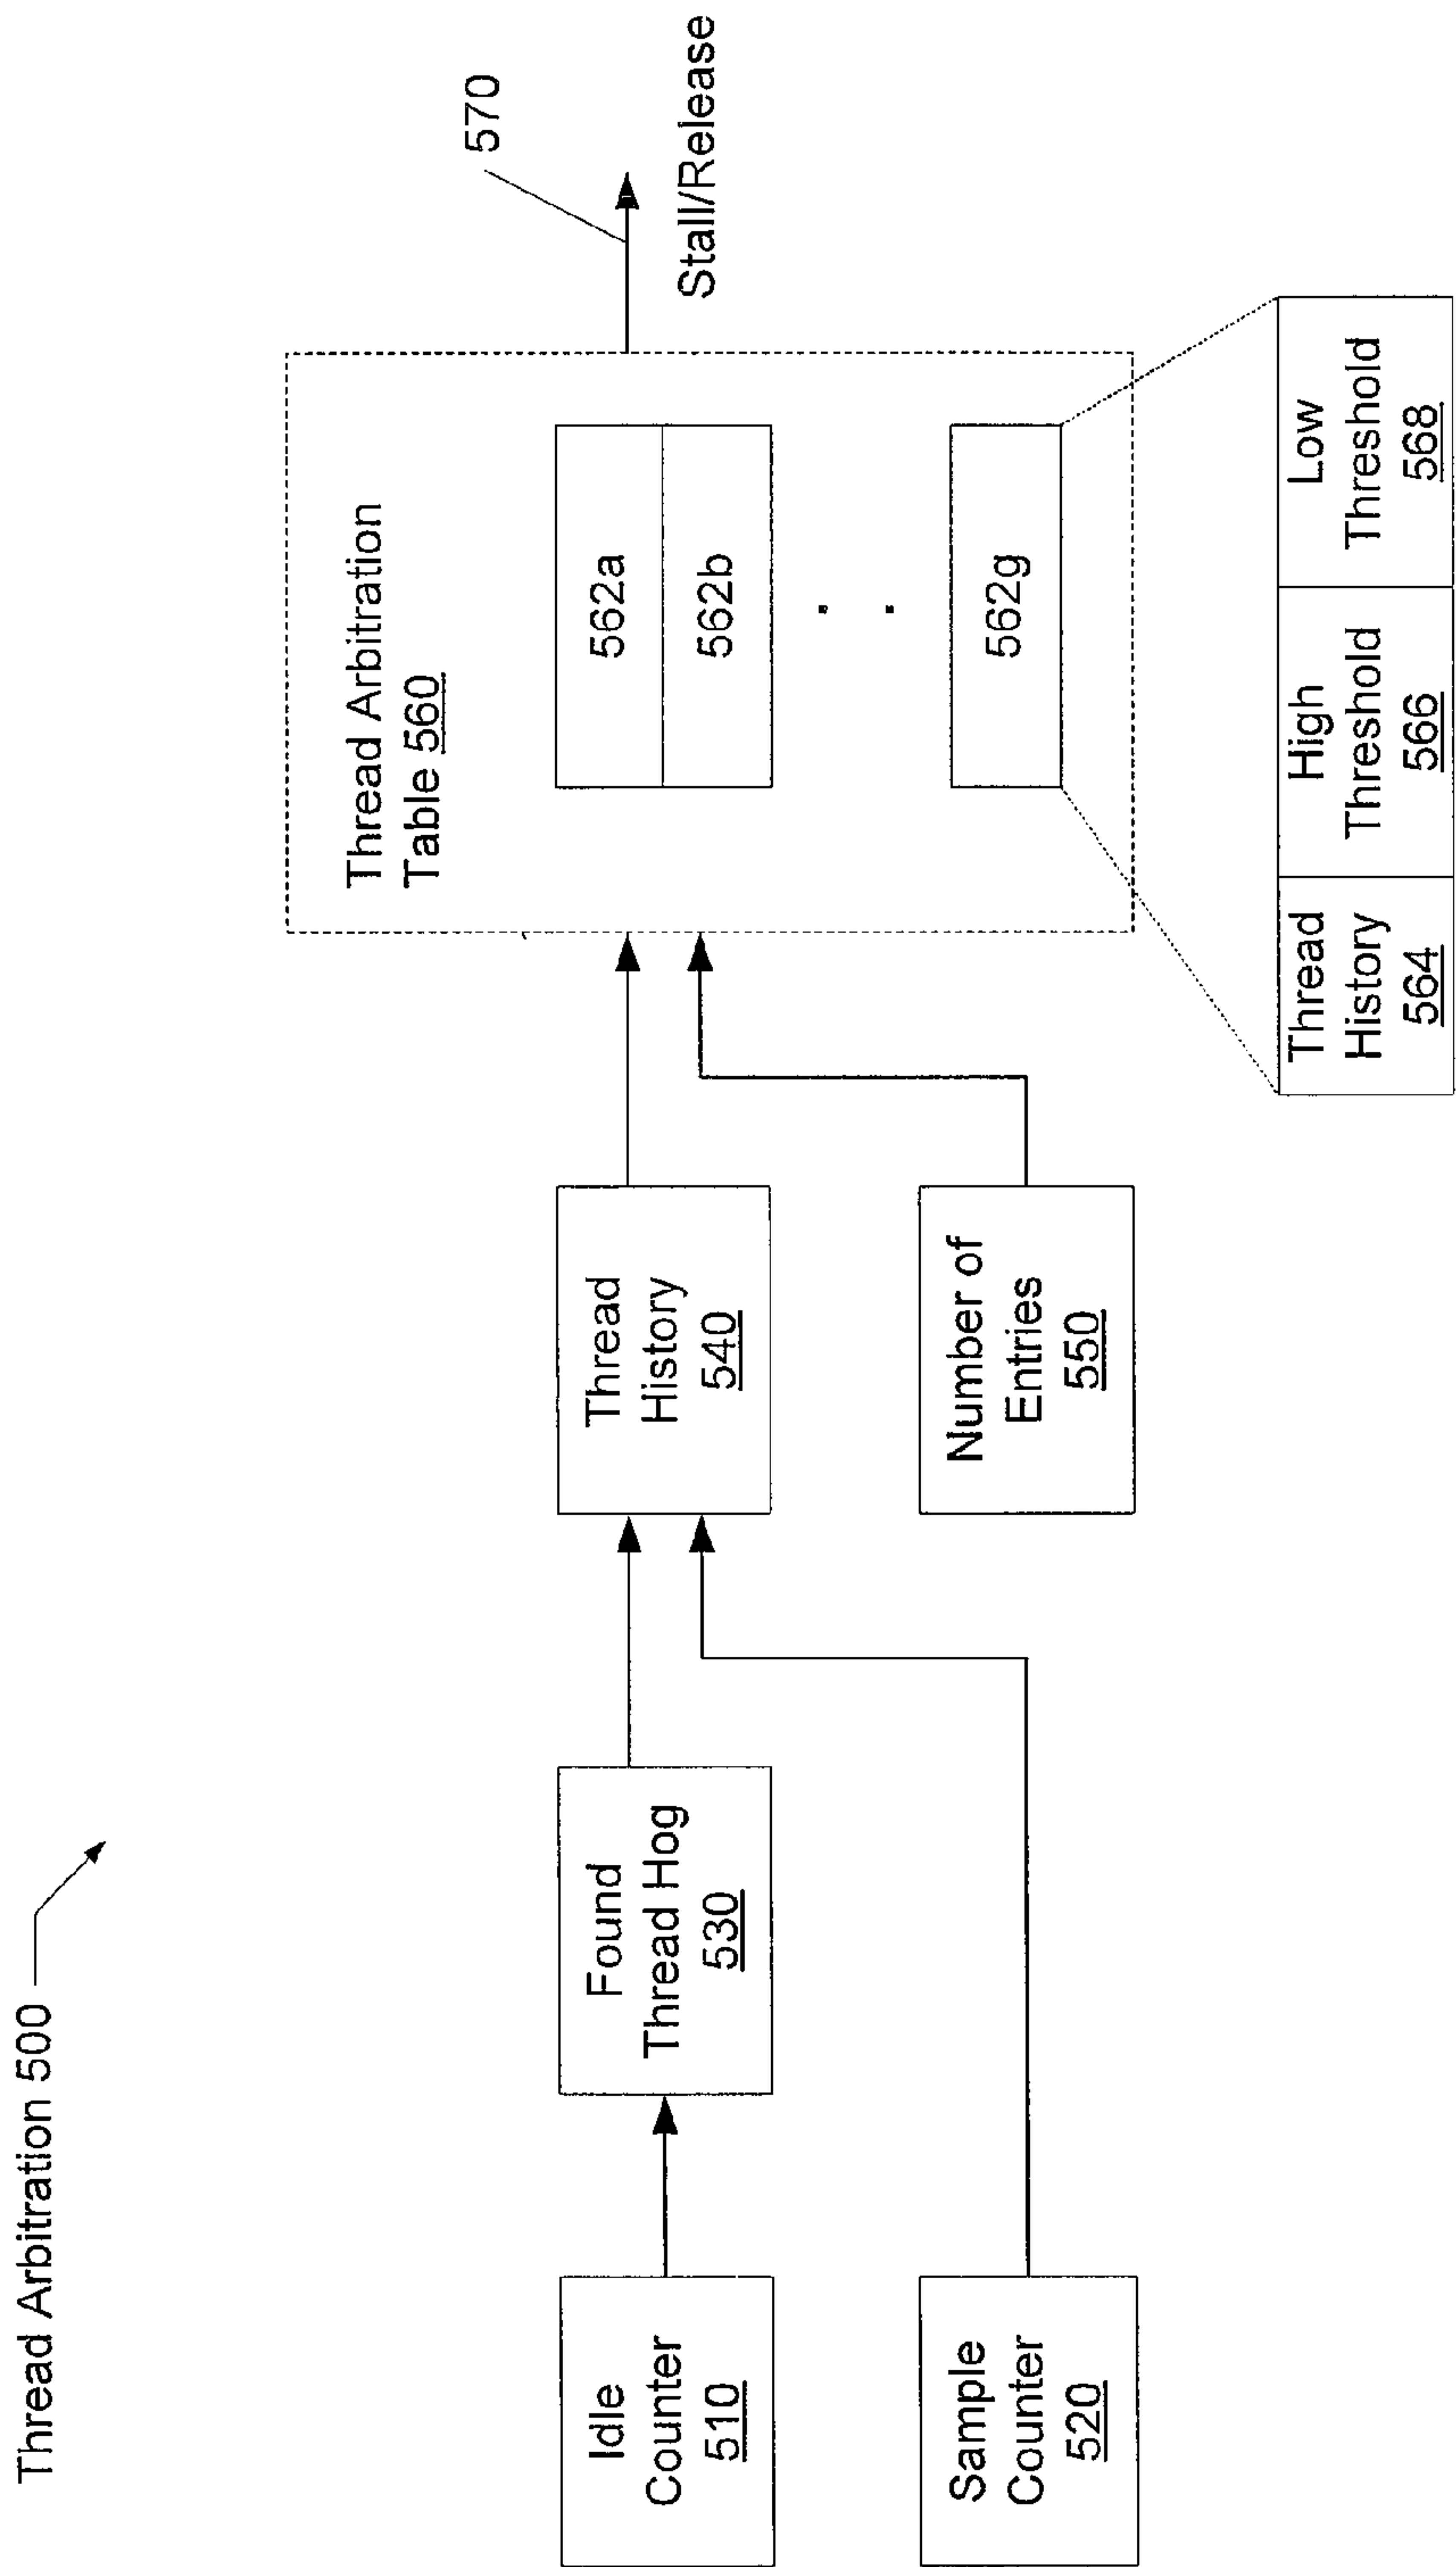 Thread Arbitration 500
570
Stall/Release
Thread Arbitration
Table 560
562a
562b
562g
Thread
History
564
High
Threshold
566
Low
Threshold
568
Idle
Counter
510
Found
Thread Hog
530
Thread
History
540
Sample
Counter
520
Number of
Entries
550